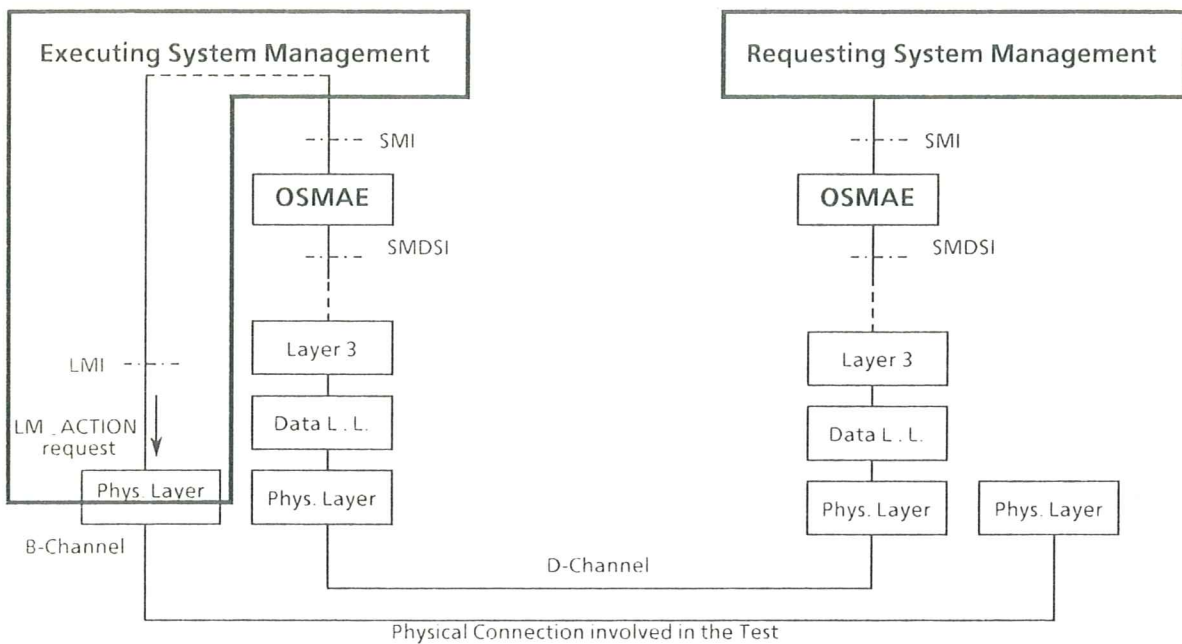 Executing System Management
Requesting System Management
SMI
SMI
OSMAE
OSMAE
SMDSI
SMDSI
Layer 3
Layer 3
LMI
LM _ ACTION
request
Data L . L.
Data L . L.
Phys. Layer
Phys. Layer
Phys. Layer
Phys. Layer
B-Channel
D-Channel
Physical Connection involved in the Test